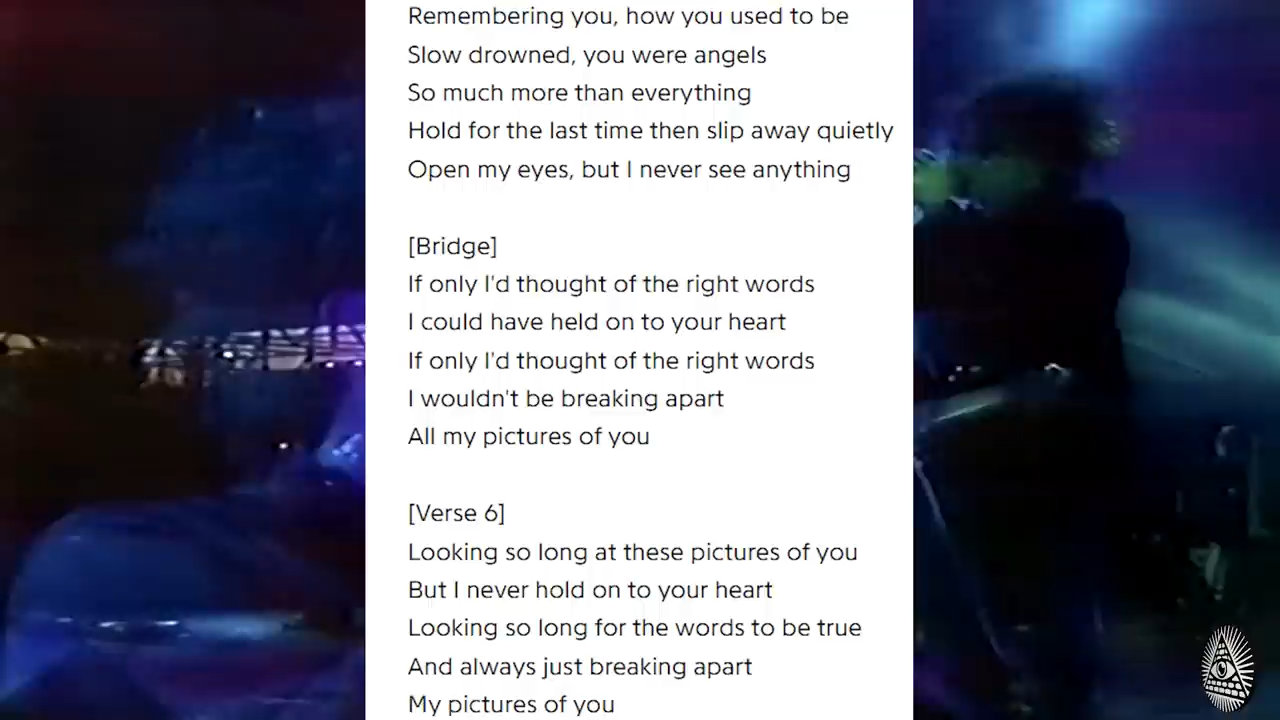 Remembering you, how you used to be
Slow drowned, you were angels
So much more than everything
Hold for the last time then slip away quietly
Open my eyes, but I never see anything
[Bridge]
If only I'd thought of the right words
I could have held on to your heart
If only I'd thought of the right words
I wouldn't be breaking apart
All my pictures of you
[Verse 6]
Looking so long at these pictures of you
But I never hold on to your heart
Looking so long for the words to be true
And always just breaking apart
My pictures of you